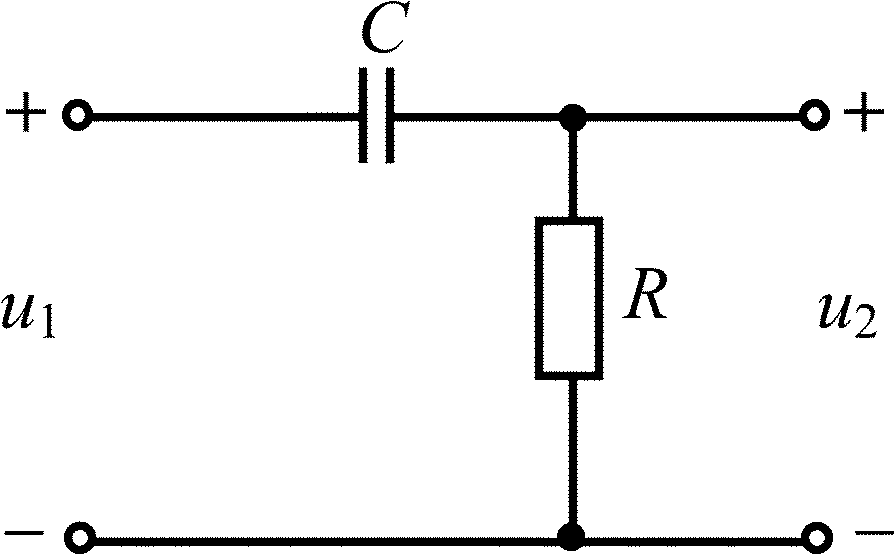 C
+ +
u₁ R u₂
− −